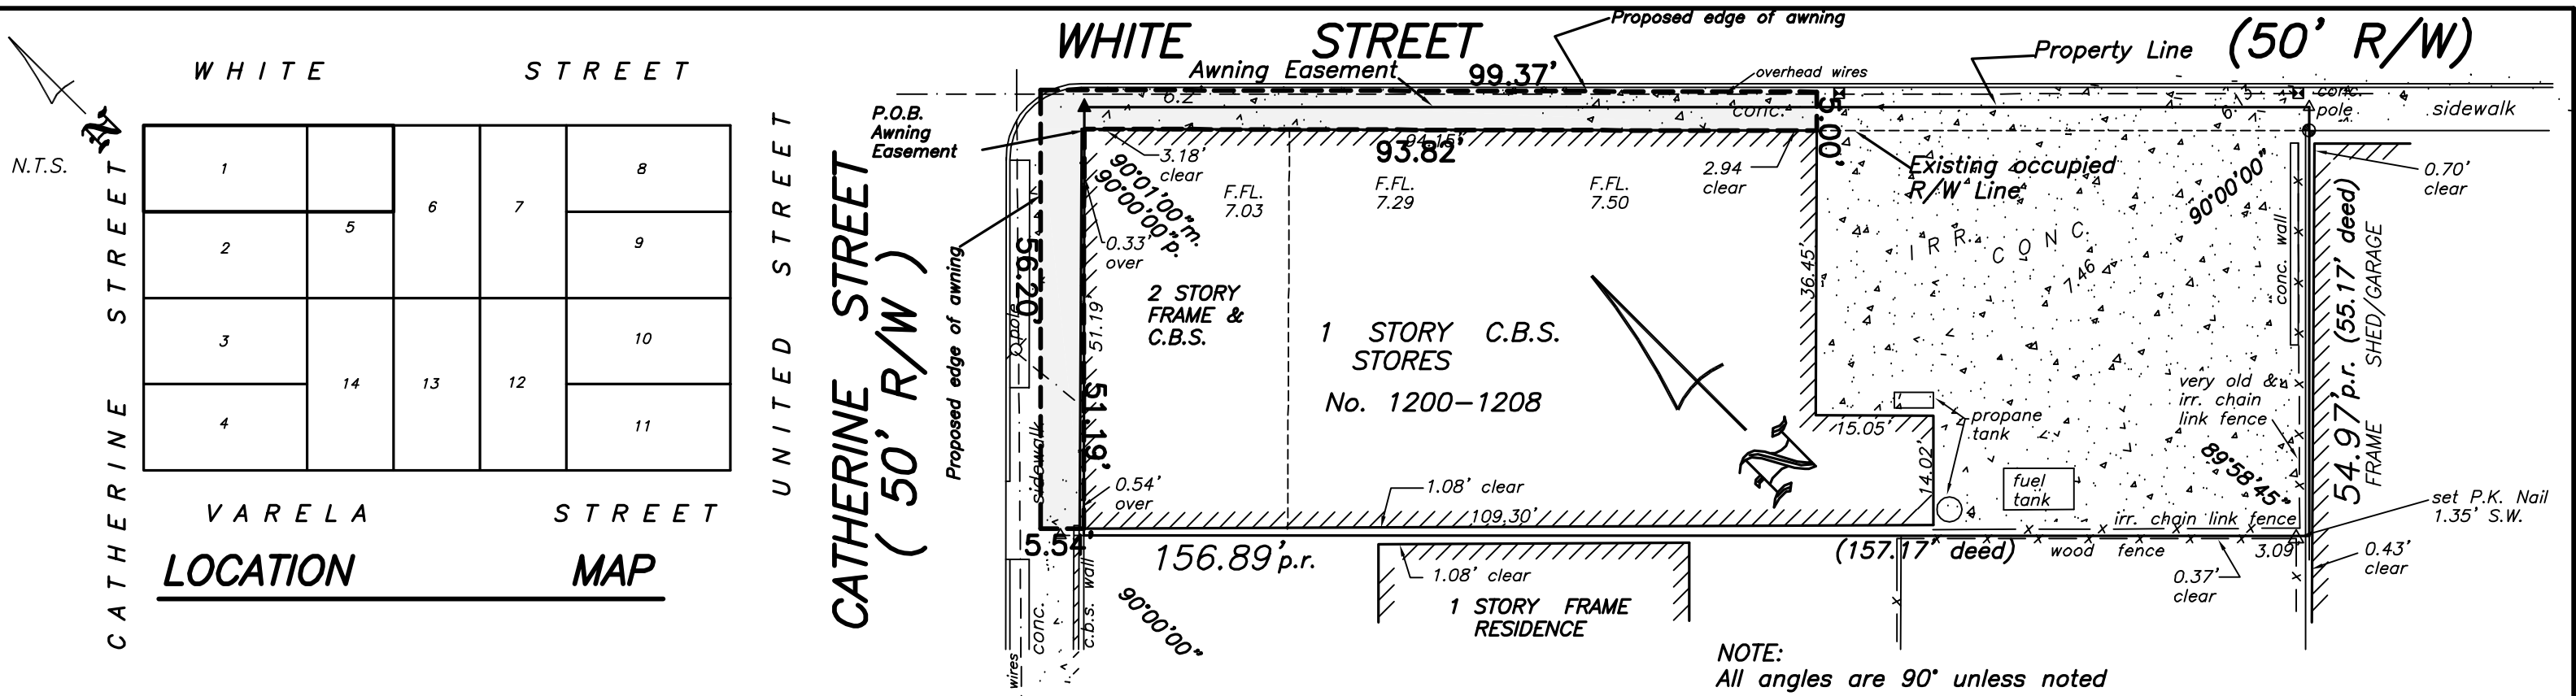 WHITE STREET
N
N.T.S.
CATHERINE STREET
UNITED STREET
1
2
3
4
5
6
7
8
9
10
11
12
13
14
VARELA STREET
LOCATION MAP
WHITE STREET (50' R/W)
Proposed edge of awning
Property Line
Awning Easement
99.37'
overhead wires
6.2'
conc.
5.00'
6.13
conc.
pole
sidewalk
P.O.B.
Awning
Easement
CATHERINE STREET
( 50' R/W )
Proposed edge of awning
56.20'
pole
sidewalk
51.19'
51.19'
3.18'
clear
90°01'00"m.
90°00'00"p.
0.33'
over
94.15'
93.82'
2.94
clear
F.FL.
7.03
F.FL.
7.29
F.FL.
7.50
2 STORY
FRAME &
C.B.S.
1 STORY C.B.S.
STORES
No. 1200-1208
36.45'
N
Existing occupied
R/W Line
90°00'00"
IRR. CONC.
7.46
conc. wall
0.70'
clear
54.97'p.r. (55.17' deed)
FRAME SHED/GARAGE
very old &
irr. chain
link fence
propane
tank
15.05'
14.02'
fuel
tank
89°58'45"
irr. chain link fence
set P.K. Nail
1.35' S.W.
0.54'
over
1.08' clear
109.30'
5.54'
156.89'p.r.
(157.17' deed)
wood fence
3.09
0.37'
clear
0.43'
clear
1.08' clear
1 STORY FRAME
RESIDENCE
wires
conc.
c.b.s. wall
90°00'00"
NOTE:
All angles are 90° unless noted